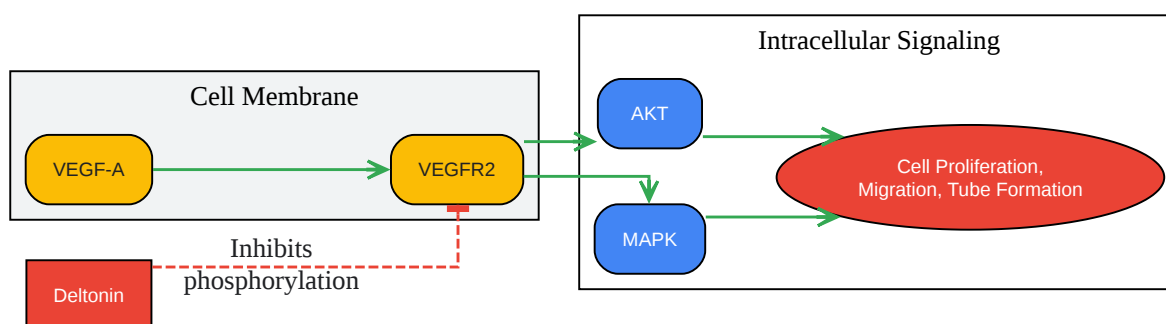 Intracellular Signaling
Cell Membrane
VEGF-A
VEGFR2
AKT
MAPK
Cell Proliferation,
Migration, Tube Formation
Inhibits
phosphorylation
Deltonin